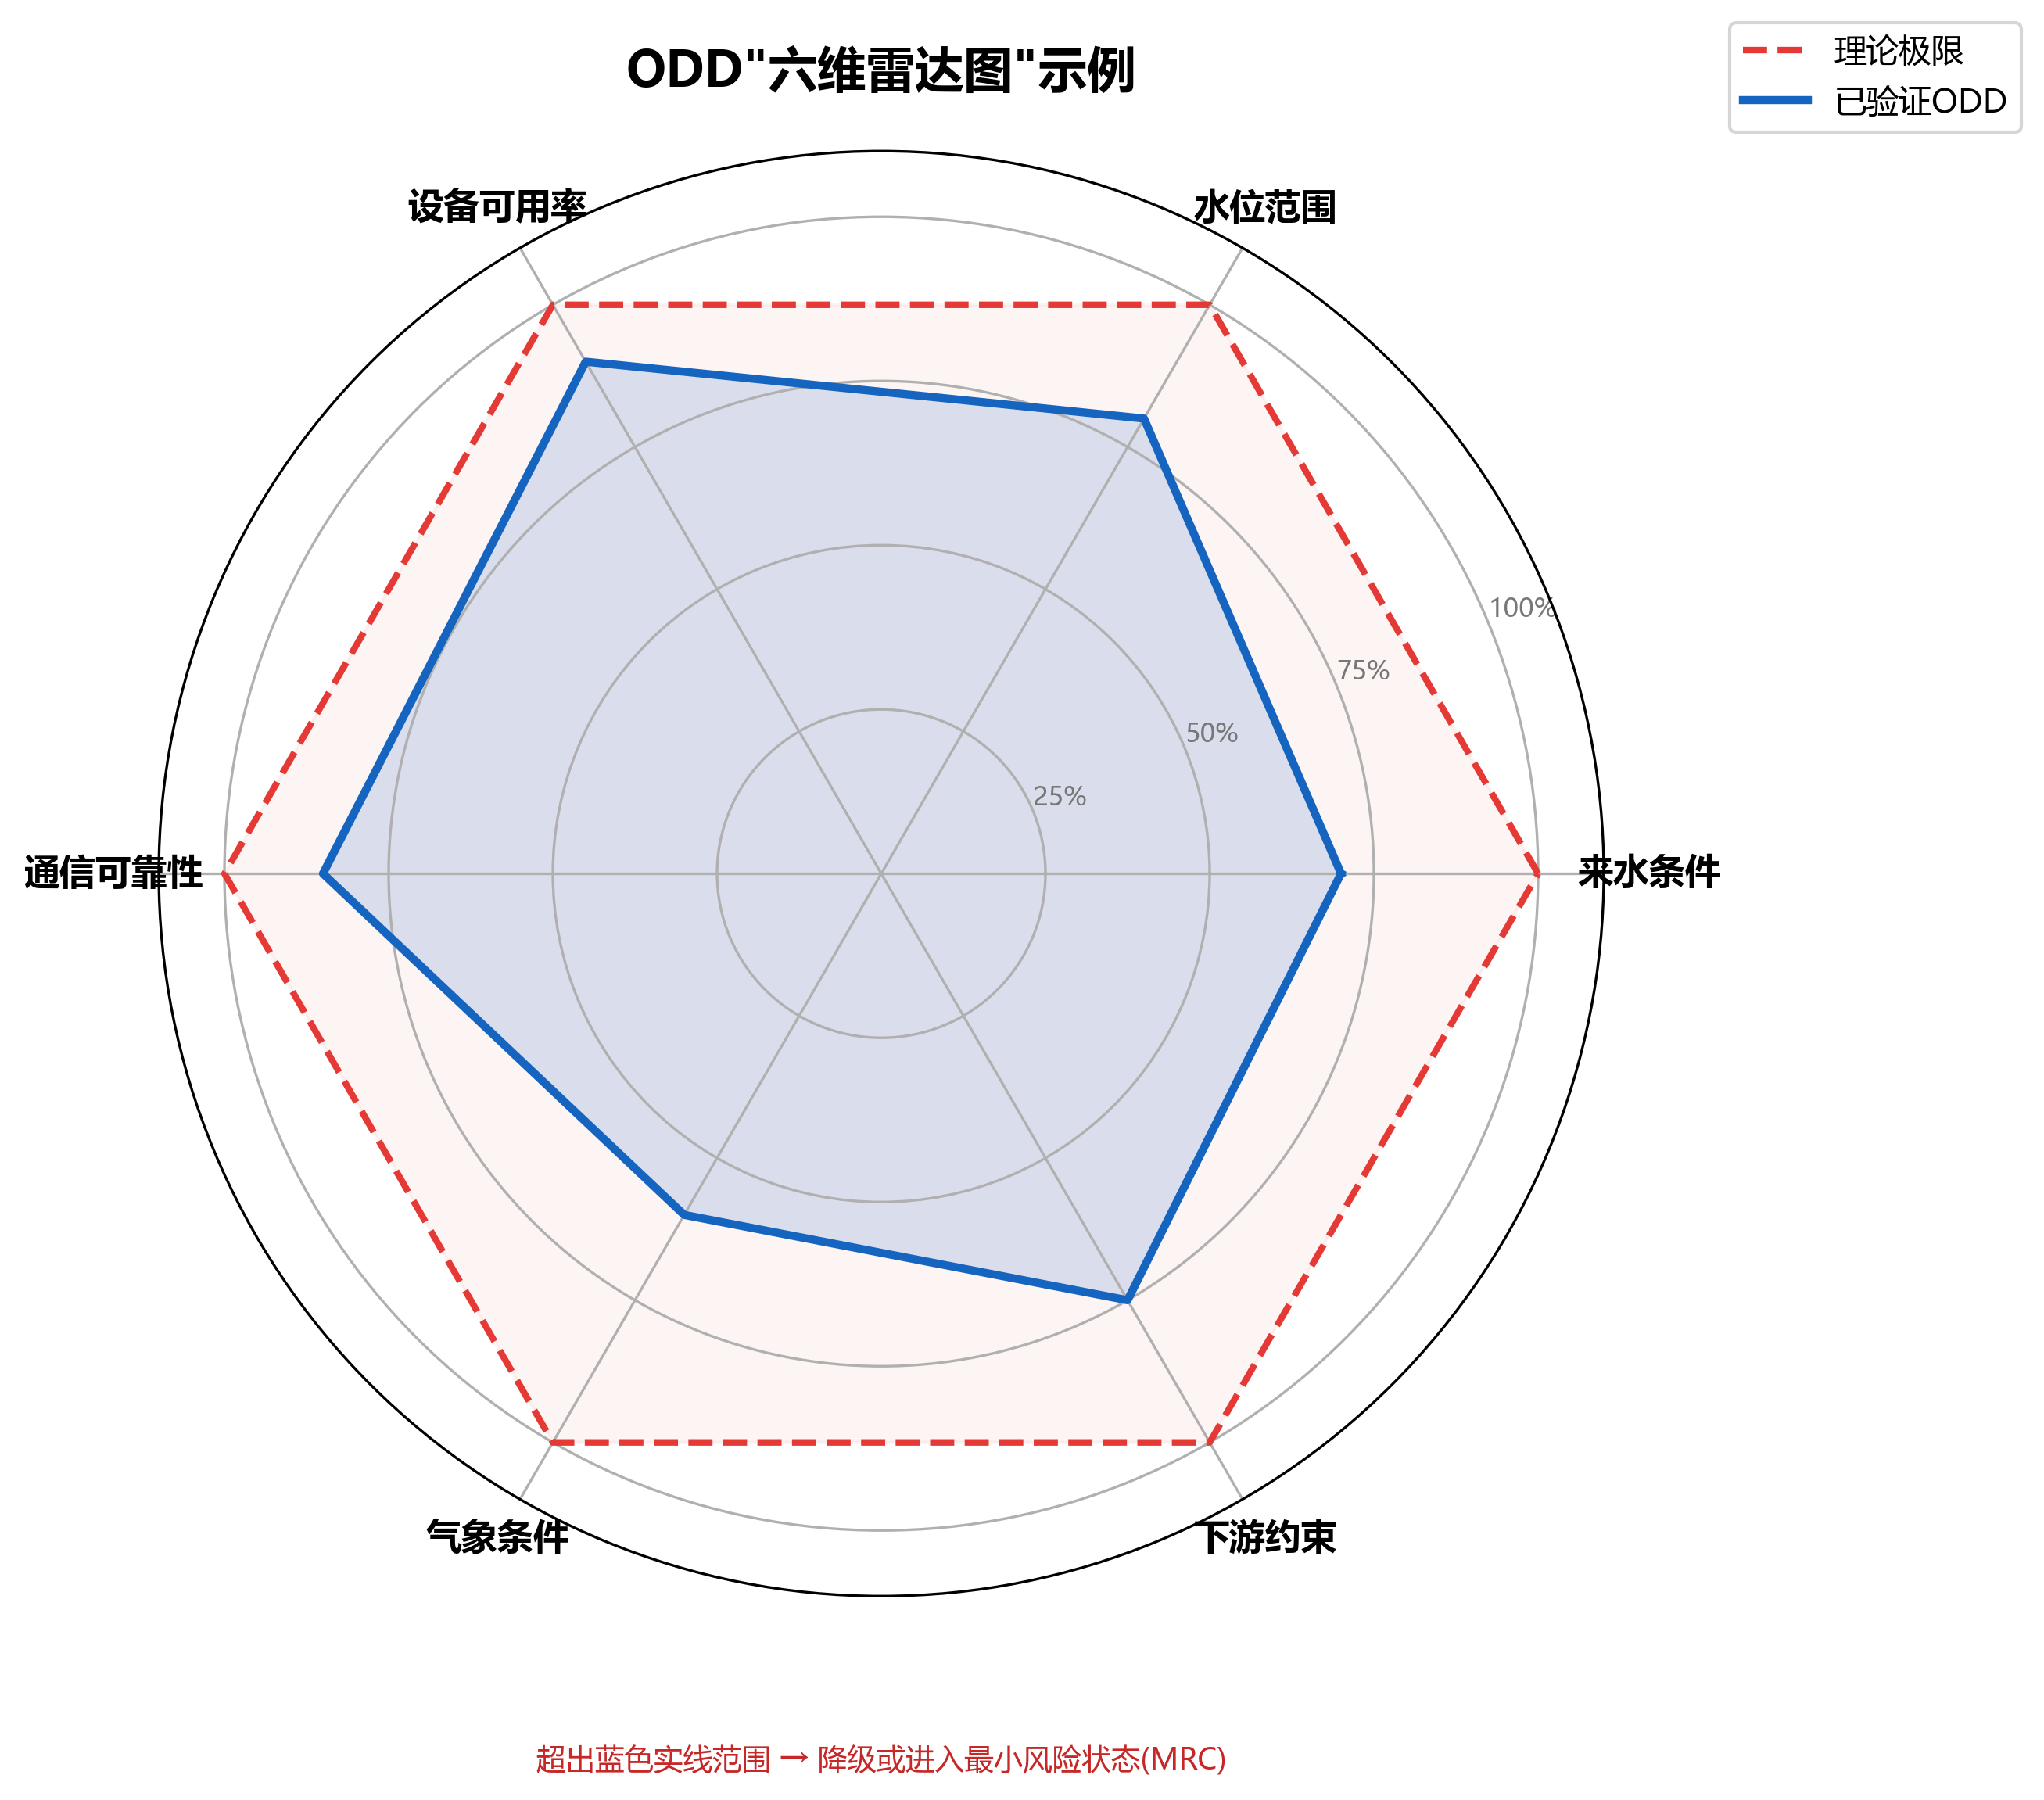 ODD"六维雷达图"示例
理论极限
已验证ODD
设备可用率
水位范围
100%
75%
50%
25%
通信可靠性
来水条件
气象条件
下游约束
超出蓝色实线范围 → 降级或进入最小风险状态(MRC)